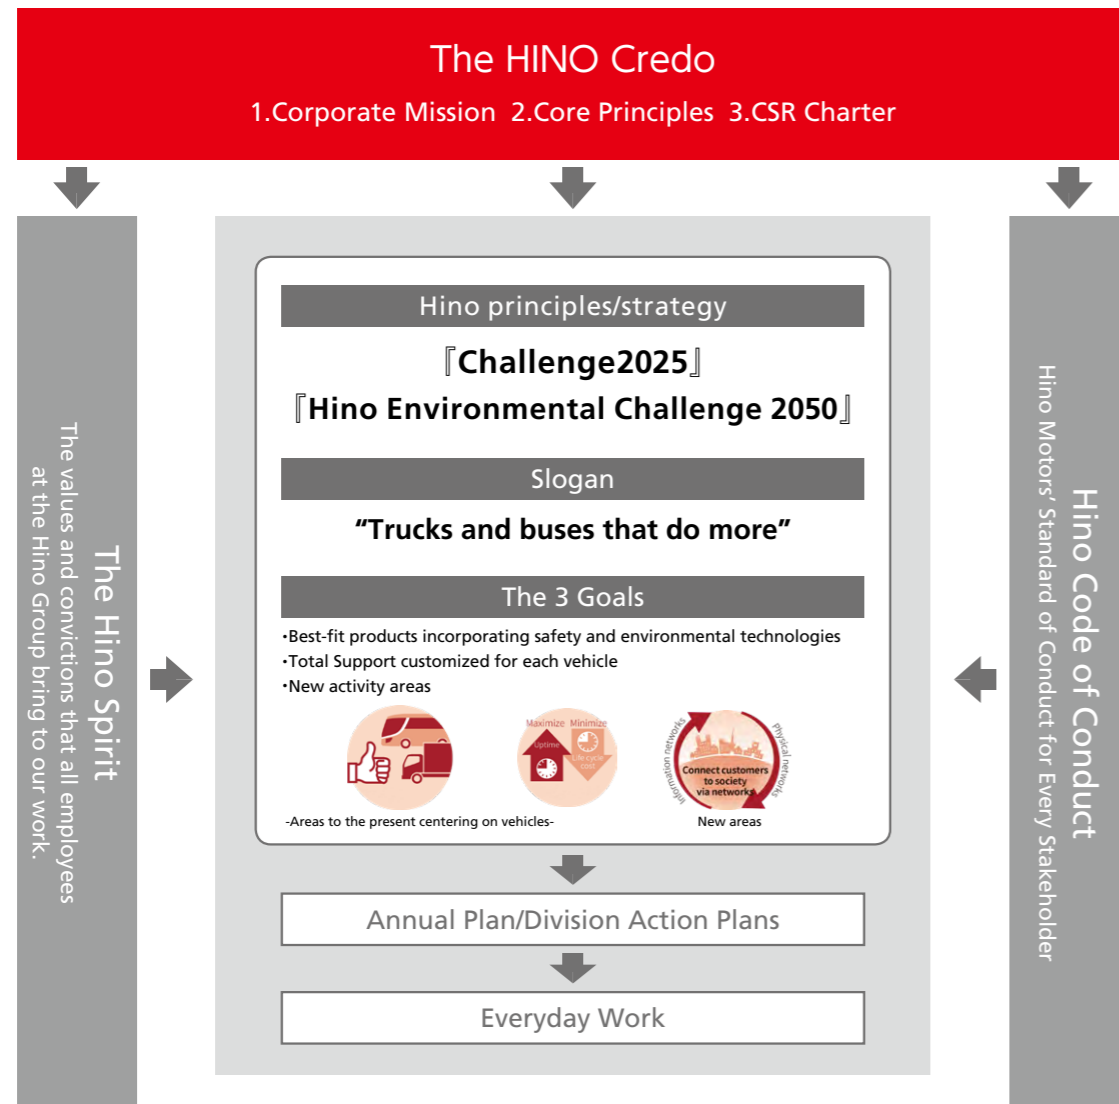 The HINO Credo
1.Corporate Mission 2.Core Principles 3.CSR Charter
The Hino Spirit
The values and convictions that all employees
at the Hino Group bring to our work.
Hino principles/strategy
『Challenge2025』
『Hino Environmental Challenge 2050』
Slogan
“Trucks and buses that do more”
The 3 Goals
・Best-fit products incorporating safety and environmental technologies
・Total Support customized for each vehicle
・New activity areas
Maximize Minimize
Uptime
Life cycle
cost
Information networks
Physical networks
Connect customers
to society
via networks
-Areas to the present centering on vehicles-
New areas
Annual Plan/Division Action Plans
Everyday Work
Hino Code of Conduct
Hino Motors’ Standard of Conduct for Every Stakeholder